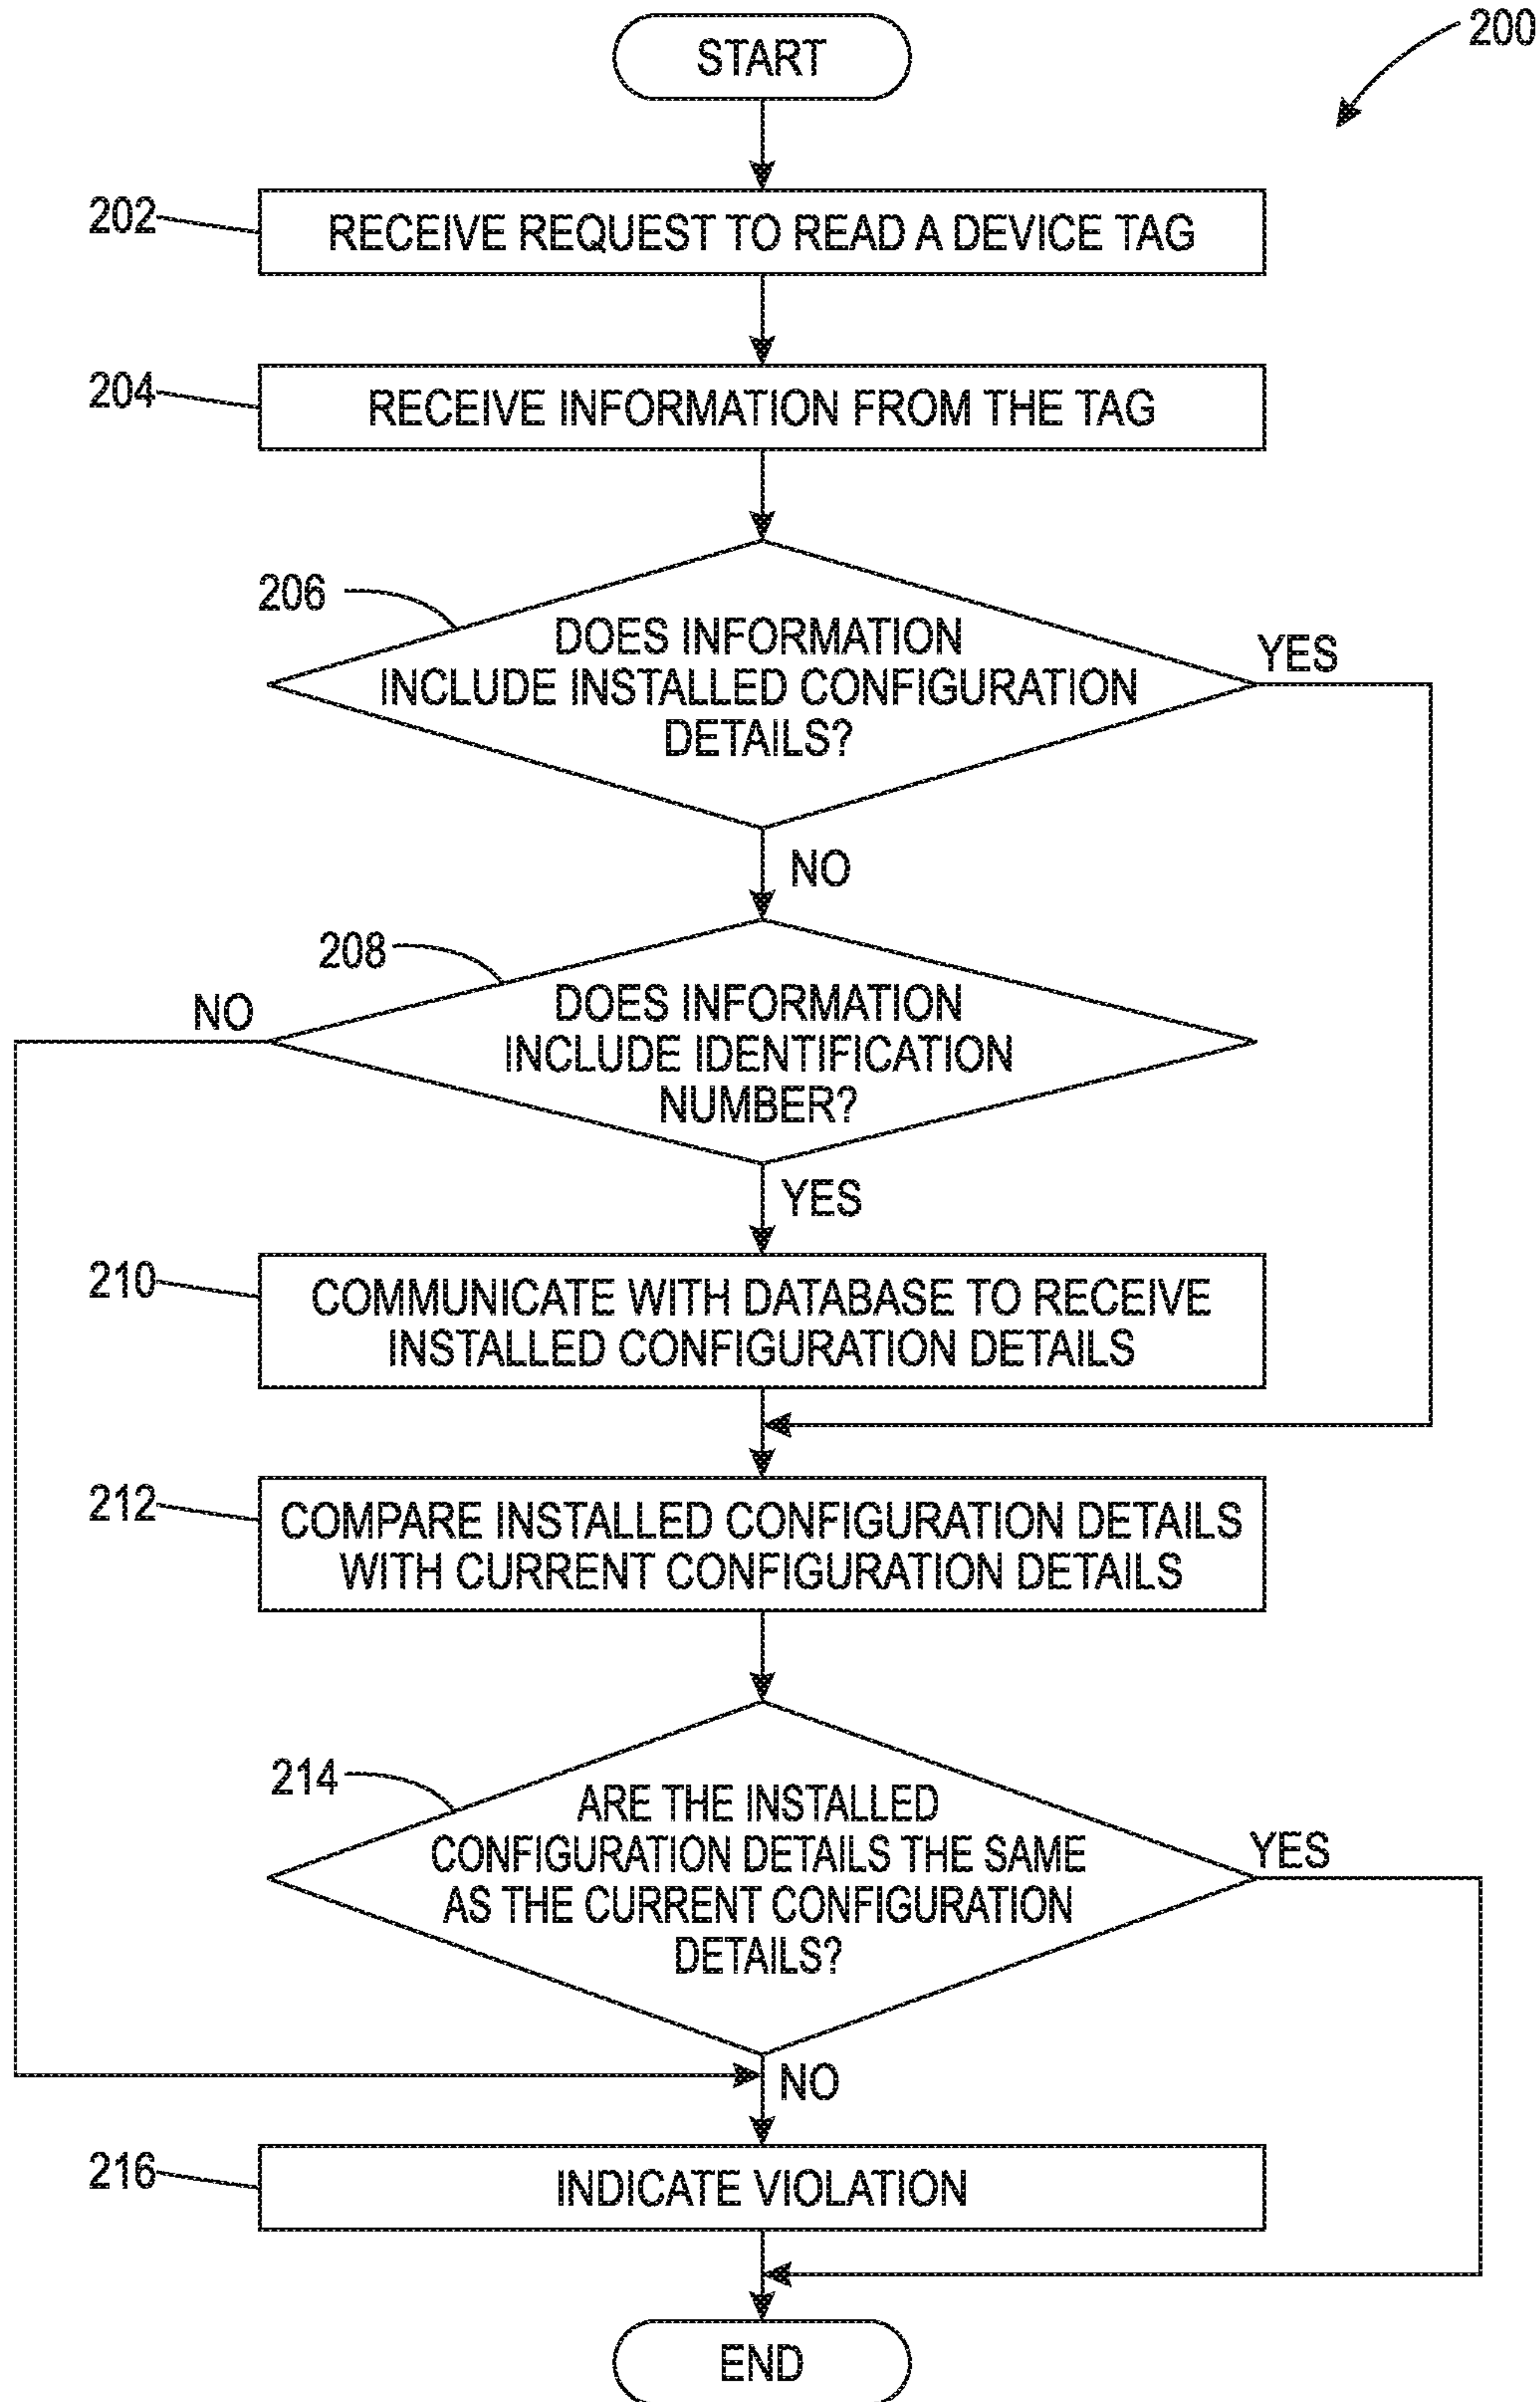 200
START
202
RECEIVE REQUEST TO READ A DEVICE TAG
204
RECEIVE INFORMATION FROM THE TAG
206
DOES INFORMATION
INCLUDE INSTALLED CONFIGURATION
DETAILS?
YES
NO
208
DOES INFORMATION
INCLUDE IDENTIFICATION
NUMBER?
NO
YES
210
COMMUNICATE WITH DATABASE TO RECEIVE
INSTALLED CONFIGURATION DETAILS
212
COMPARE INSTALLED CONFIGURATION DETAILS
WITH CURRENT CONFIGURATION DETAILS
214
ARE THE INSTALLED
CONFIGURATION DETAILS THE SAME
AS THE CURRENT CONFIGURATION
DETAILS?
YES
NO
216
INDICATE VIOLATION
END